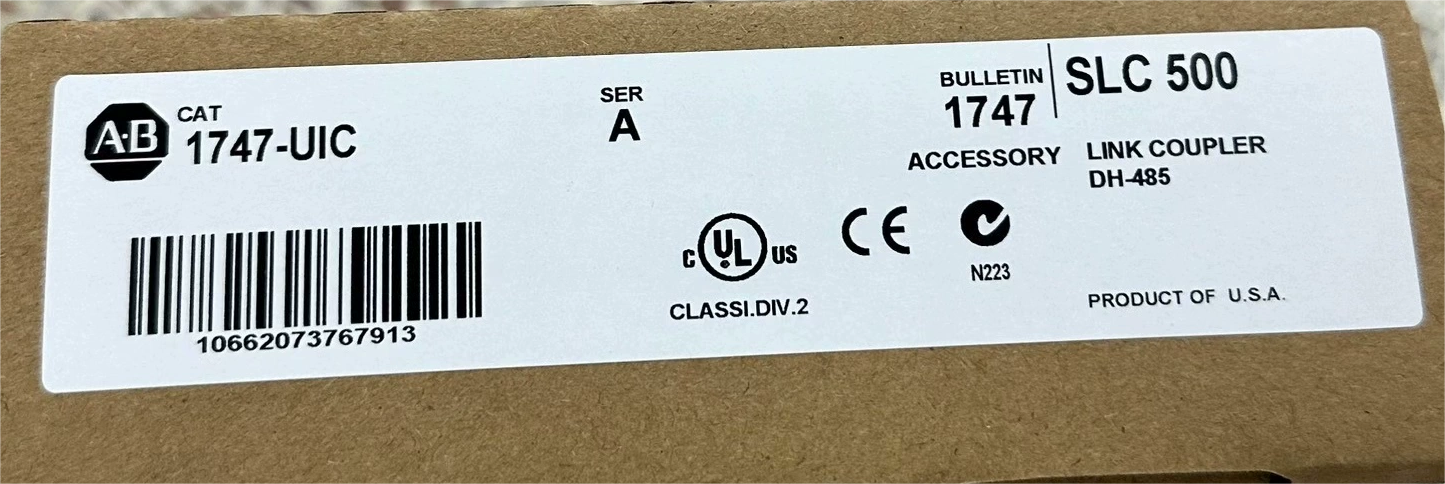 A-B
CAT
1747-UIC
SER
A
BULLETIN
1747
SLC 500
ACCESSORY
LINK COUPLER
DH-485
10662073767913
C UL US
CLASSI.DIV.2
CE
N223
PRODUCT OF U.S.A.